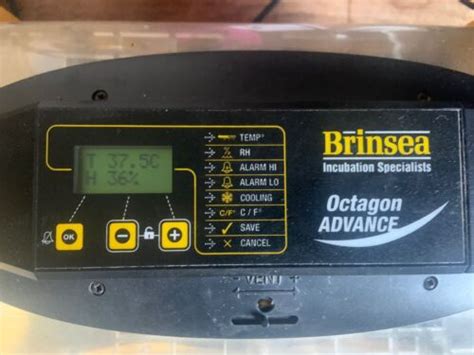 T 37.5C
H 36%
OK
TEMP°
RH
ALARM HI
ALARM LO
COOLING
C/F° C / F°
SAVE
CANCEL
Brinsea
Incubation Specialists
Octagon
ADVANCE
VENT